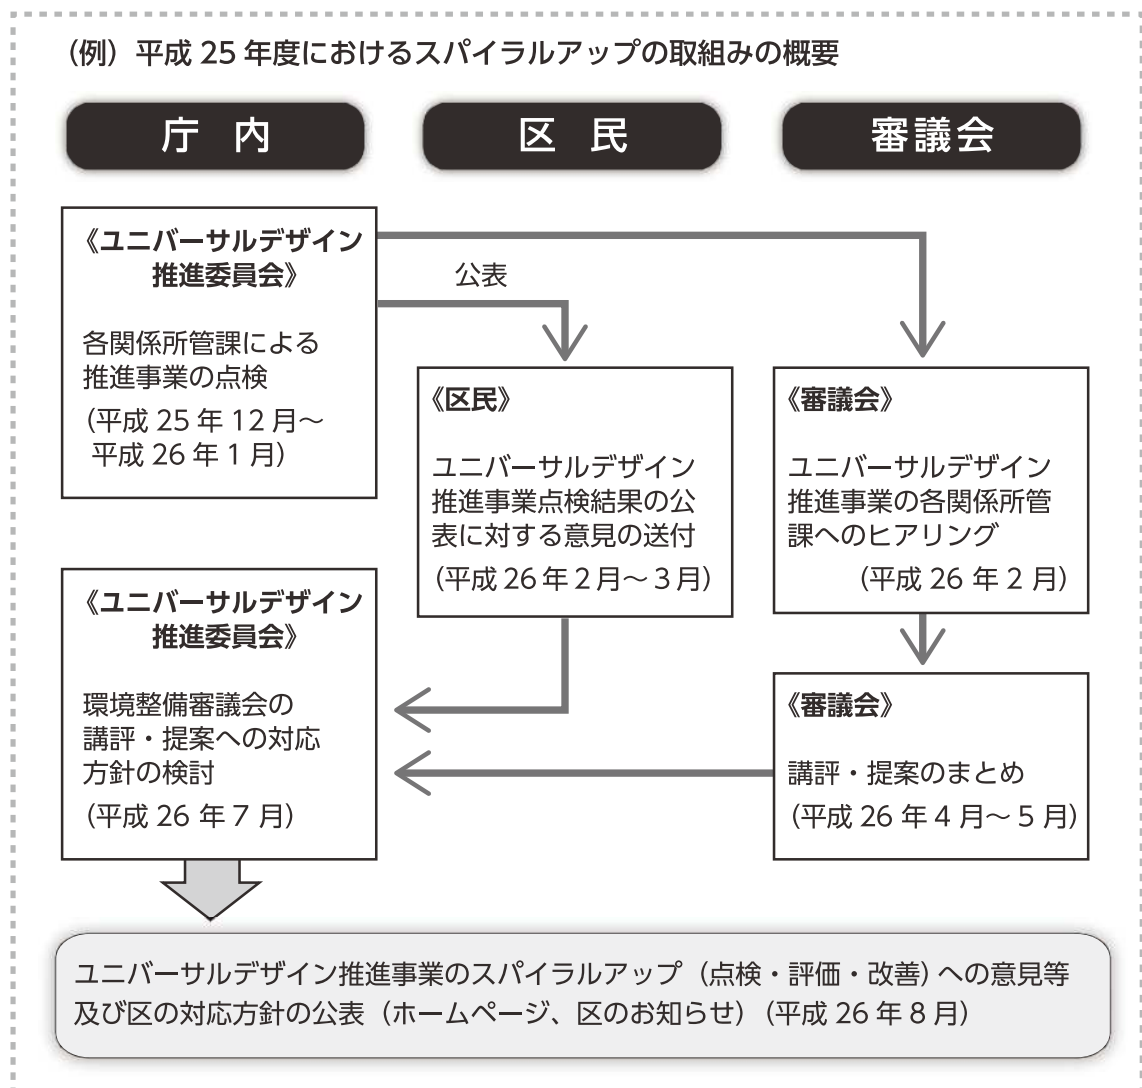 （例）平成 25 年度におけるスパイラルアップの取組みの概要
庁 内
区 民
審議会
《ユニバーサルデザイン
推進委員会》
各関係所管課による
推進事業の点検
（平成 25 年 12 月～
平成 26 年 1 月）
公表
《区民》
ユニバーサルデザイン
推進事業点検結果の公
表に対する意見の送付
（平成 26 年 2 月～ 3 月）
《審議会》
ユニバーサルデザイン
推進事業の各関係所管
課へのヒアリング
（平成 26 年 2 月）
《審議会》
講評・提案のまとめ
（平成 26 年 4 月～ 5 月）
《ユニバーサルデザイン
推進委員会》
環境整備審議会の
講評・提案への対応
方針の検討
（平成 26 年 7 月）
ユニバーサルデザイン推進事業のスパイラルアップ（点検・評価・改善）への意見等
及び区の対応方針の公表（ホームページ、区のお知らせ）（平成 26 年 8 月）